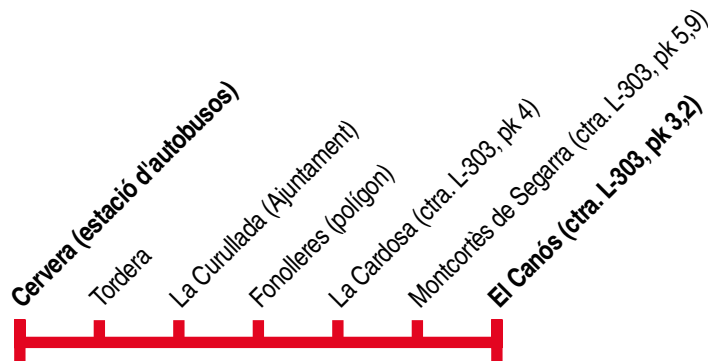 Cervera (estació d'autobusos)
Tordera
La Curullada (Ajuntament)
Fonolleres (polígon)
La Cardosa (ctra. L-303, pk 4)
Montcortès de Segarra (ctra. L-303, pk 5,9)
El Canós (ctra. L-303, pk 3,2)